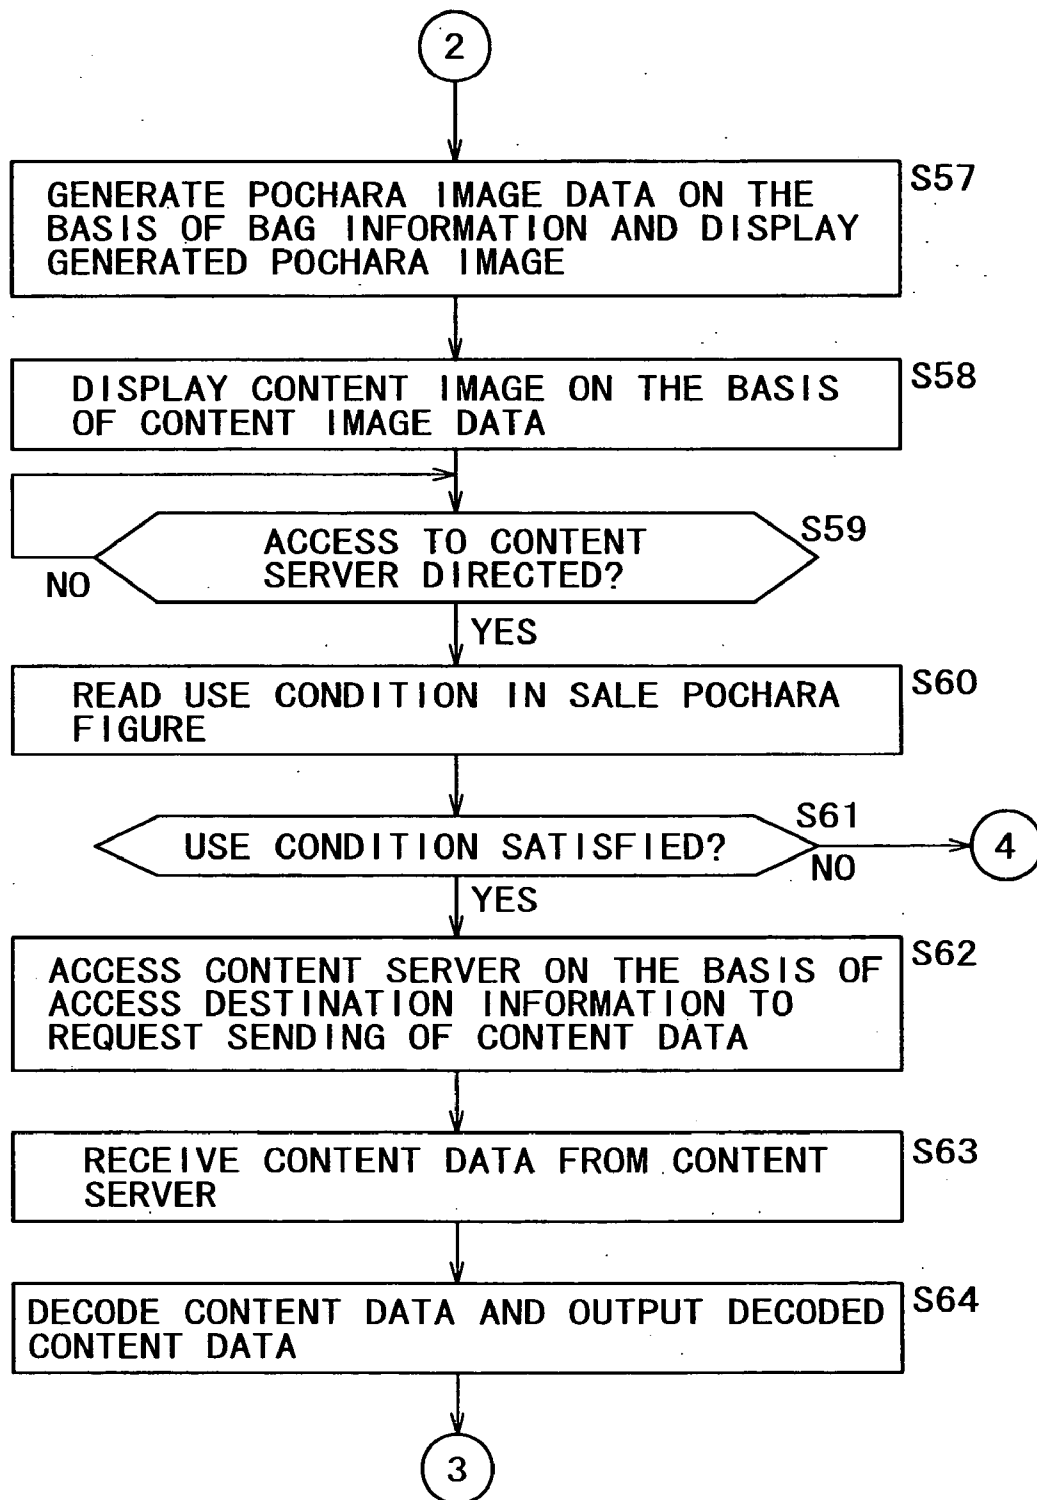 2
GENERATE POCHARA IMAGE DATA ON THE
BASIS OF BAG INFORMATION AND DISPLAY
GENERATED POCHARA IMAGE
S57
DISPLAY CONTENT IMAGE ON THE BASIS
OF CONTENT IMAGE DATA
S58
ACCESS TO CONTENT
SERVER DIRECTED?
S59
NO
YES
READ USE CONDITION IN SALE POCHARA
FIGURE
S60
USE CONDITION SATISFIED?
S61
NO
4
YES
ACCESS CONTENT SERVER ON THE BASIS OF
ACCESS DESTINATION INFORMATION TO
REQUEST SENDING OF CONTENT DATA
S62
RECEIVE CONTENT DATA FROM CONTENT
SERVER
S63
DECODE CONTENT DATA AND OUTPUT DECODED
CONTENT DATA
S64
3